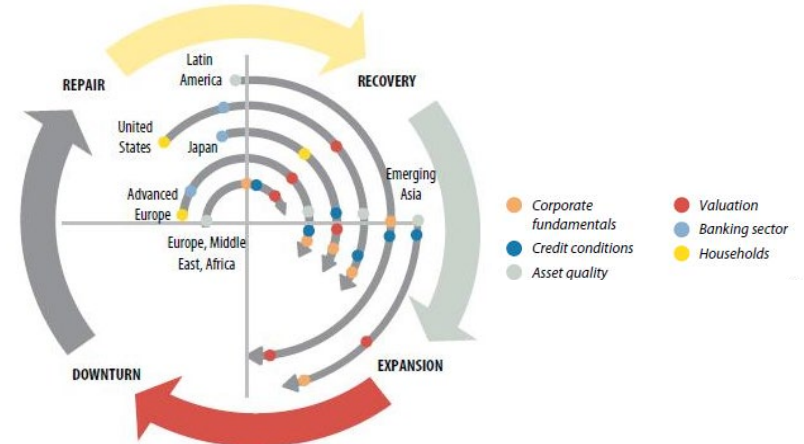 Latin
America
REPAIR
RECOVERY
United
States
Japan
Emerging
Asia
Advanced
Europe
Europe, Middle
East, Africa
Corporate
fundamentals
Credit conditions
Asset quality
Valuation
Banking sector
Households
DOWNTURN
EXPANSION